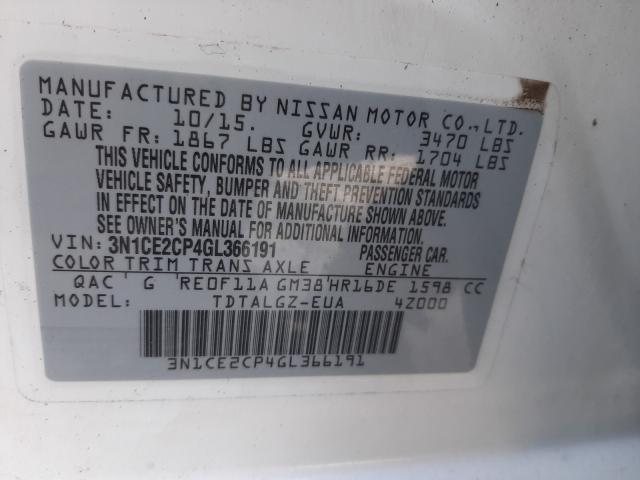 MANUFACTURED BY NISSAN MOTOR CO.,LTD.
DATE: 10/15. GVWR: 3470 LBS
GAWR FR: 1867 LBS GAWR RR: 1704 LBS
THIS VEHICLE CONFORMS TO ALL APPLICABLE FEDERAL MOTOR
VEHICLE SAFETY, BUMPER AND THEFT PREVENTION STANDARDS
IN EFFECT ON THE DATE OF MANUFACTURE SHOWN ABOVE.
SEE OWNER'S MANUAL FOR ADDITIONAL INFORMATION.
VIN: 3N1CE2CP4GL366191 PASSENGER CAR.
COLOR TRIM TRANS AXLE ENGINE
QAC ' G 'RE0F11A GM38'HR16DE 1598 CC
MODEL: TDTALGZ-EUA 4Z000
3N1CE2CP4GL366191